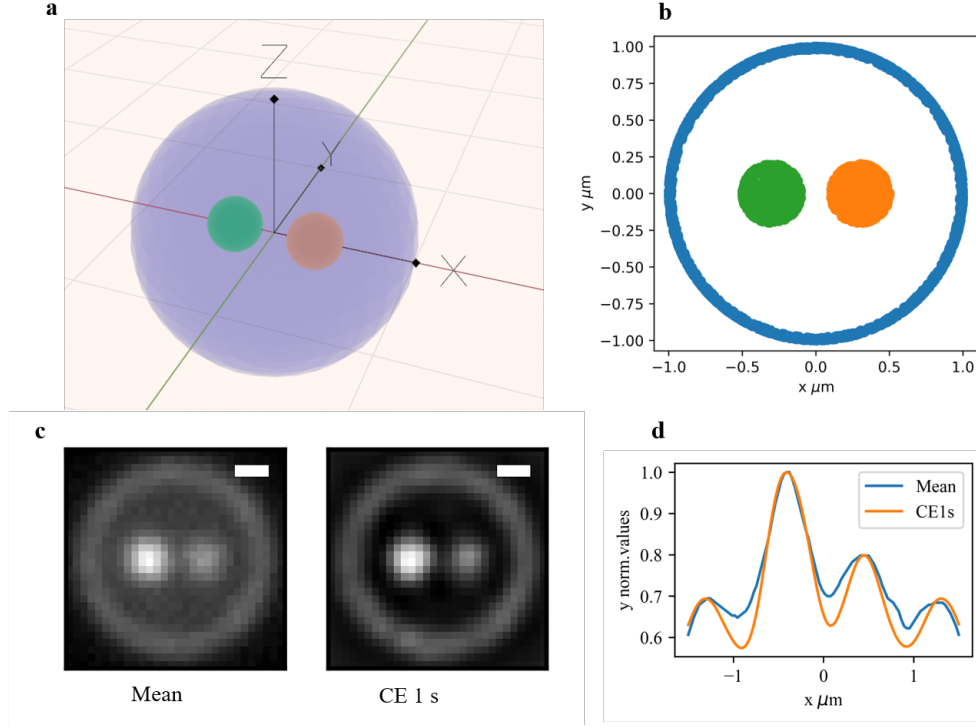 a
Z
Y
X
b
1.00
0.75
0.50
0.25
0.00
−0.25
−0.50
−0.75
−1.00
y μm
−1.0
−0.5
0.0
0.5
1.0
x μm
c
Mean
CE 1 s
d
1.0
0.9
0.8
0.7
0.6
y norm.values
Mean
CE1s
−1
0
1
x μm